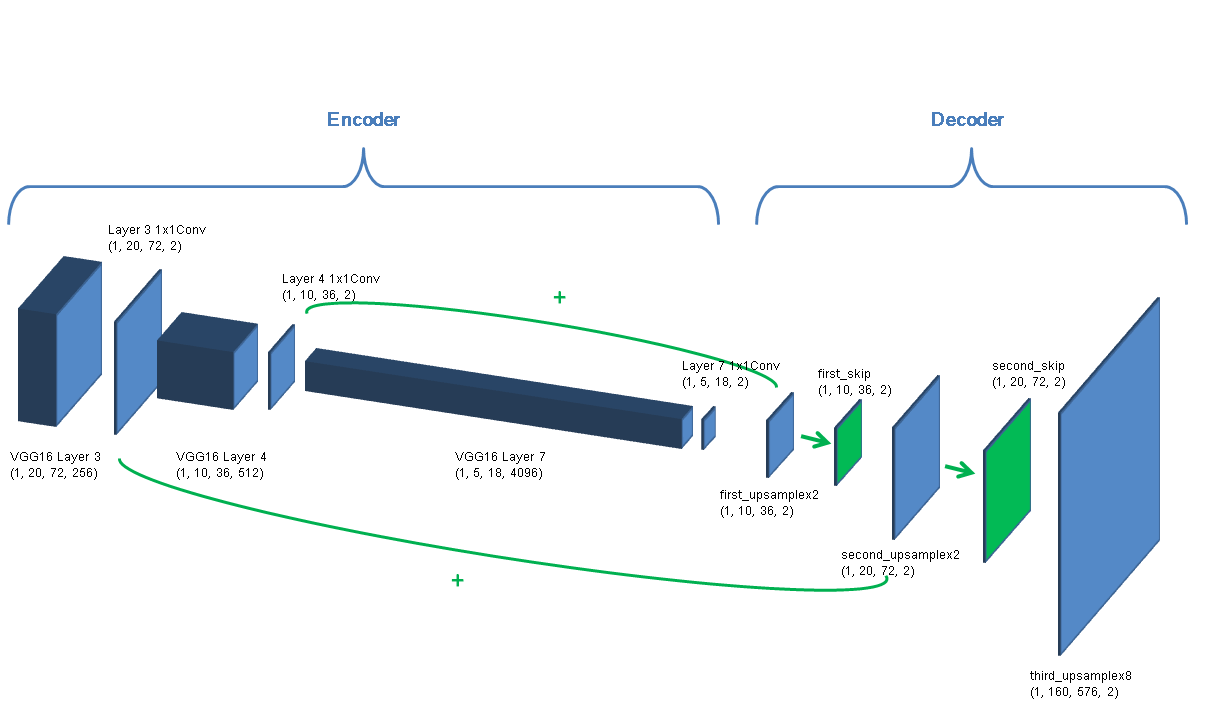 Encoder
Decoder
Layer 3 1x1Conv
(1, 20, 72, 2)
Layer 4 1x1Conv
(1, 10, 36, 2)
+
Layer 7 1x1Conv
(1, 5, 18, 2)
first_skip
(1, 10, 36, 2)
second_skip
(1, 20, 72, 2)
VGG16 Layer 3
(1, 20, 72, 256)
VGG16 Layer 4
(1, 10, 36, 512)
VGG16 Layer 7
(1, 5, 18, 4096)
first_upsamplex2
(1, 10, 36, 2)
second_upsamplex2
(1, 20, 72, 2)
+
third_upsamplex8
(1, 160, 576, 2)